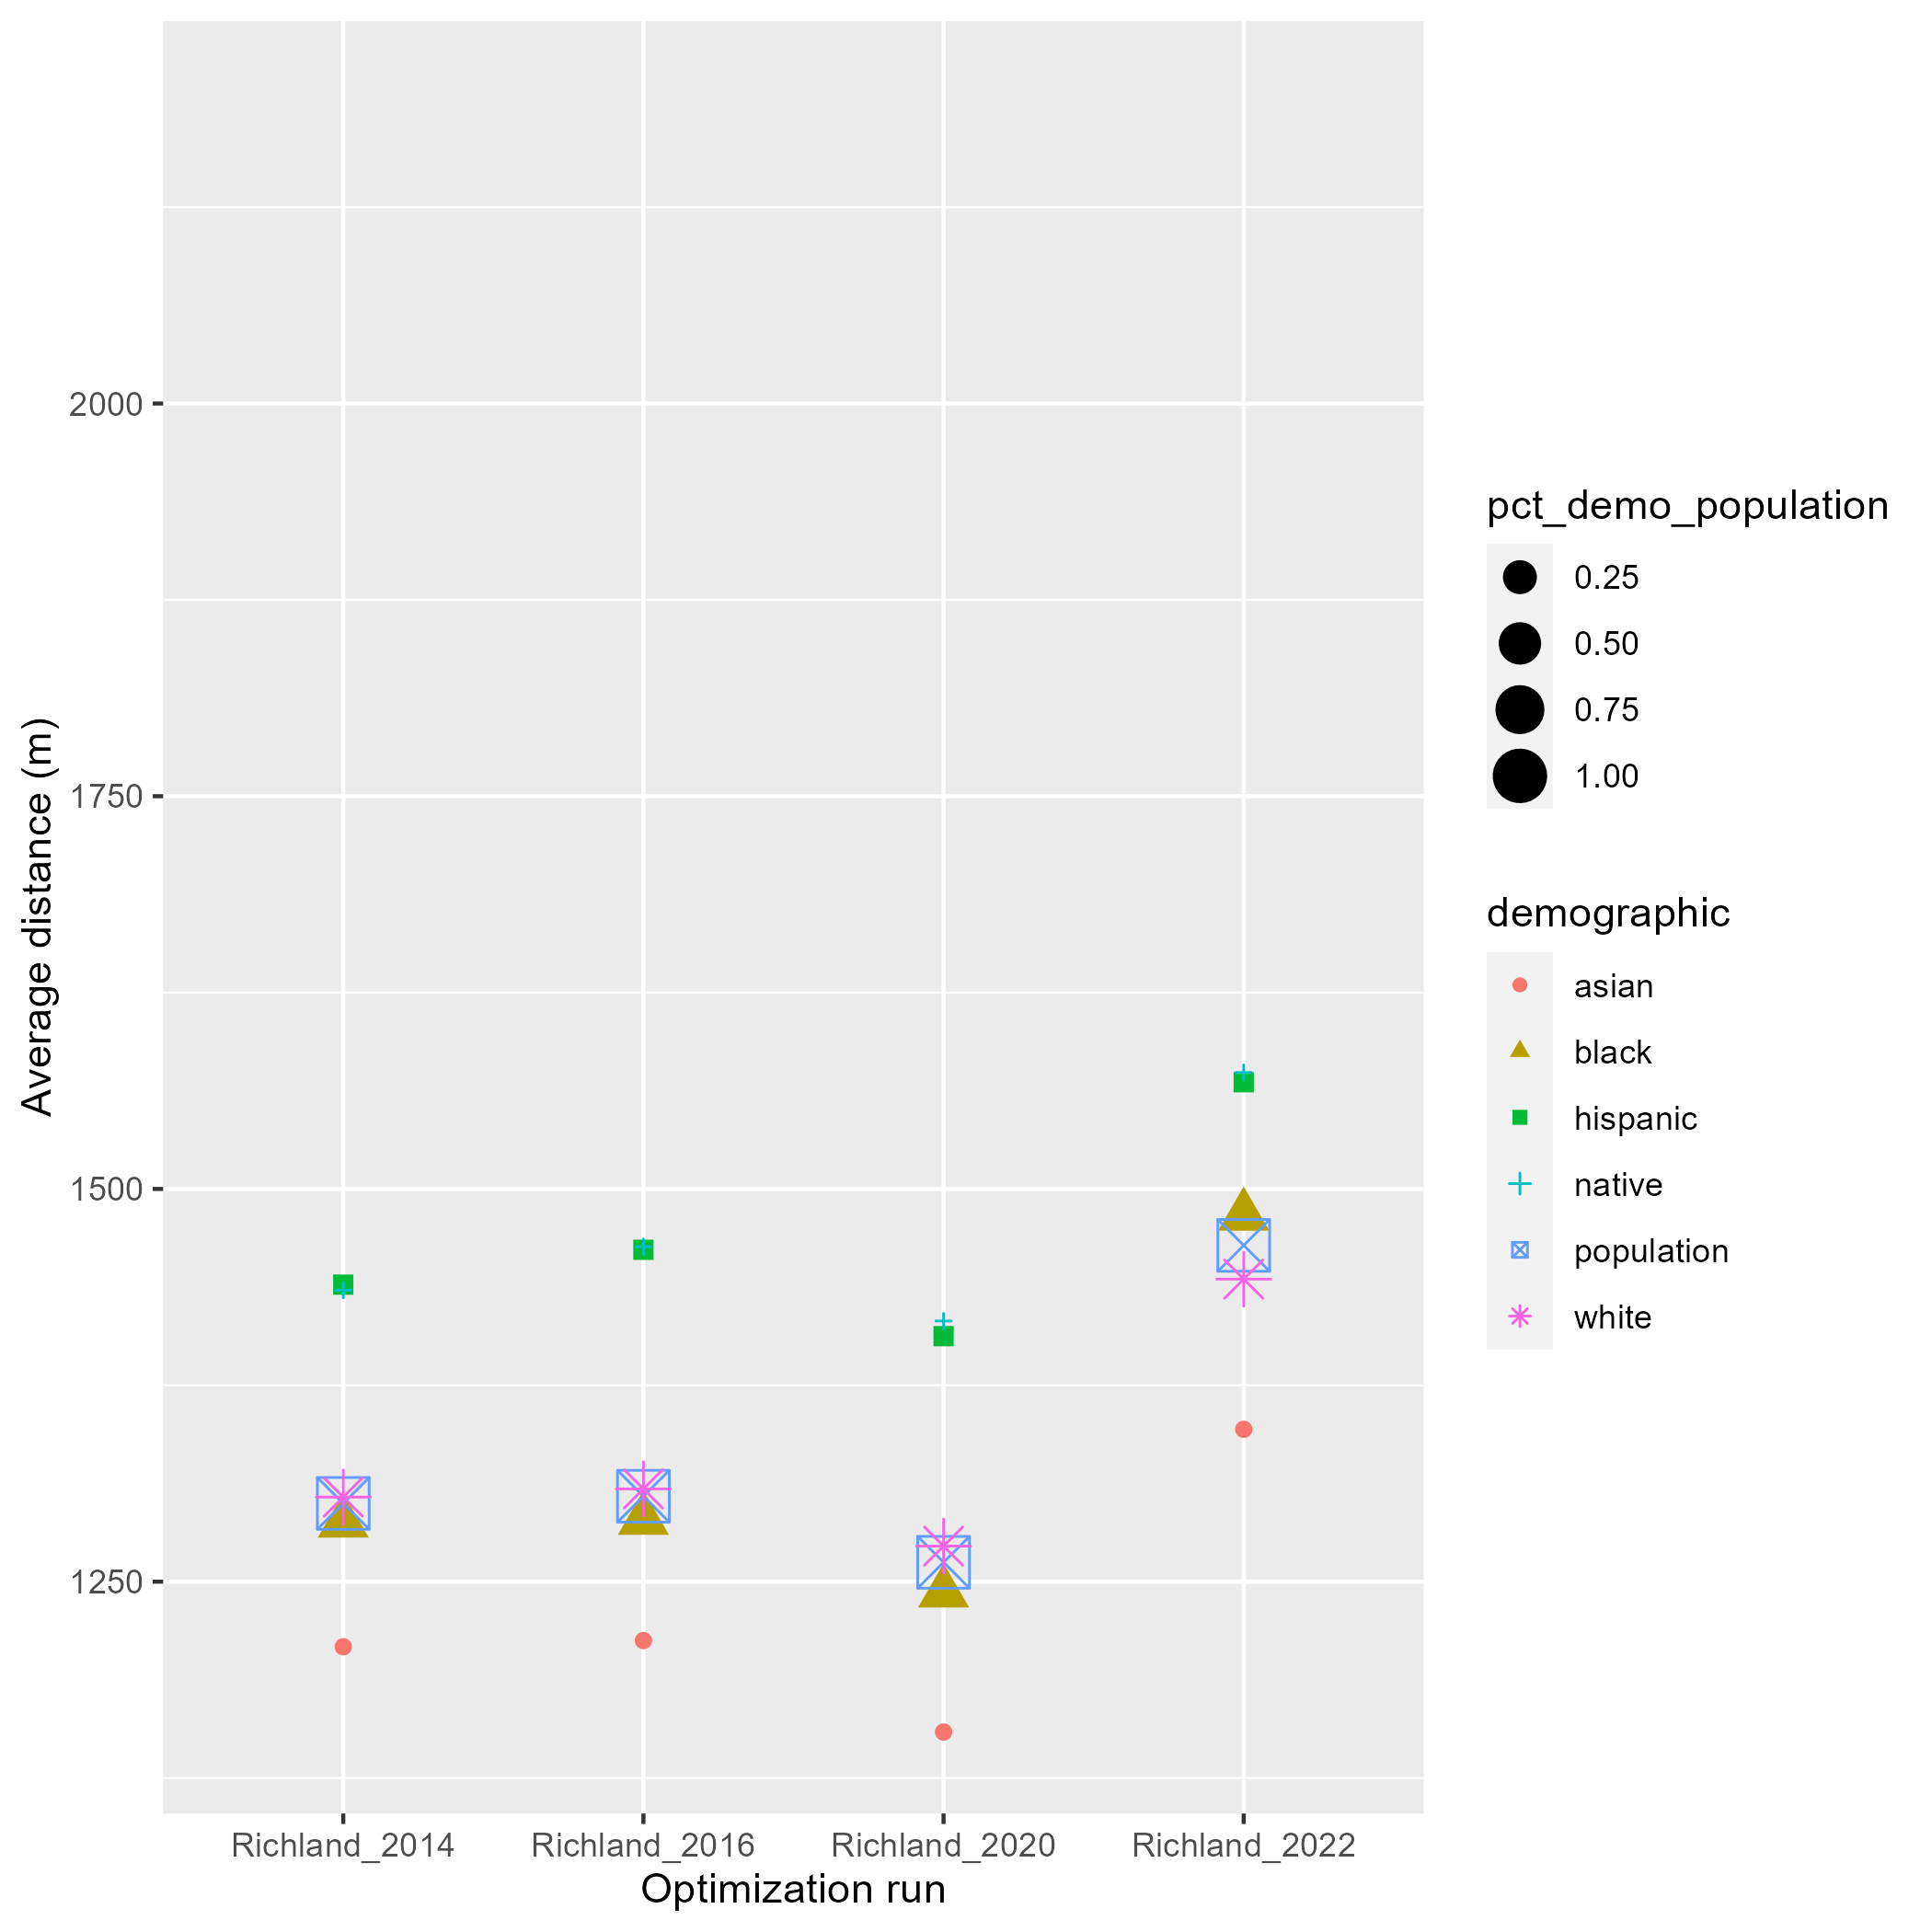 2000
1750
1500
1250
Average distance (m)
Richland_2014
Richland_2016
Richland_2020
Richland_2022
Optimization run
pct_demo_population
0.25
0.50
0.75
1.00
demographic
asian
black
hispanic
native
population
white